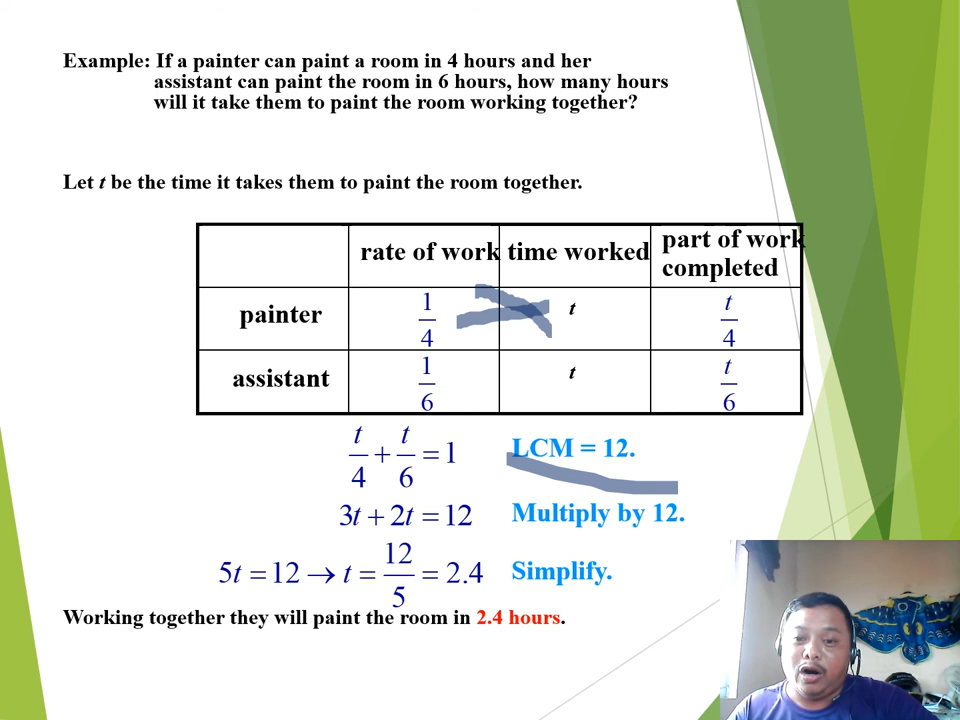 Example: If a painter can paint a room in 4 hours and her
assistant can paint the room in 6 hours, how many hours
will it take them to paint the room working together?
Let t be the time it takes them to paint the room together.
rate of work time worked part of work completed
painter 1/4 t t/4
assistant 1/6 t t/6
t/4 + t/6 = 1 LCM = 12.
3t + 2t = 12 Multiply by 12.
5t = 12 → t = 12/5 = 2.4 Simplify.
Working together they will paint the room in 2.4 hours.